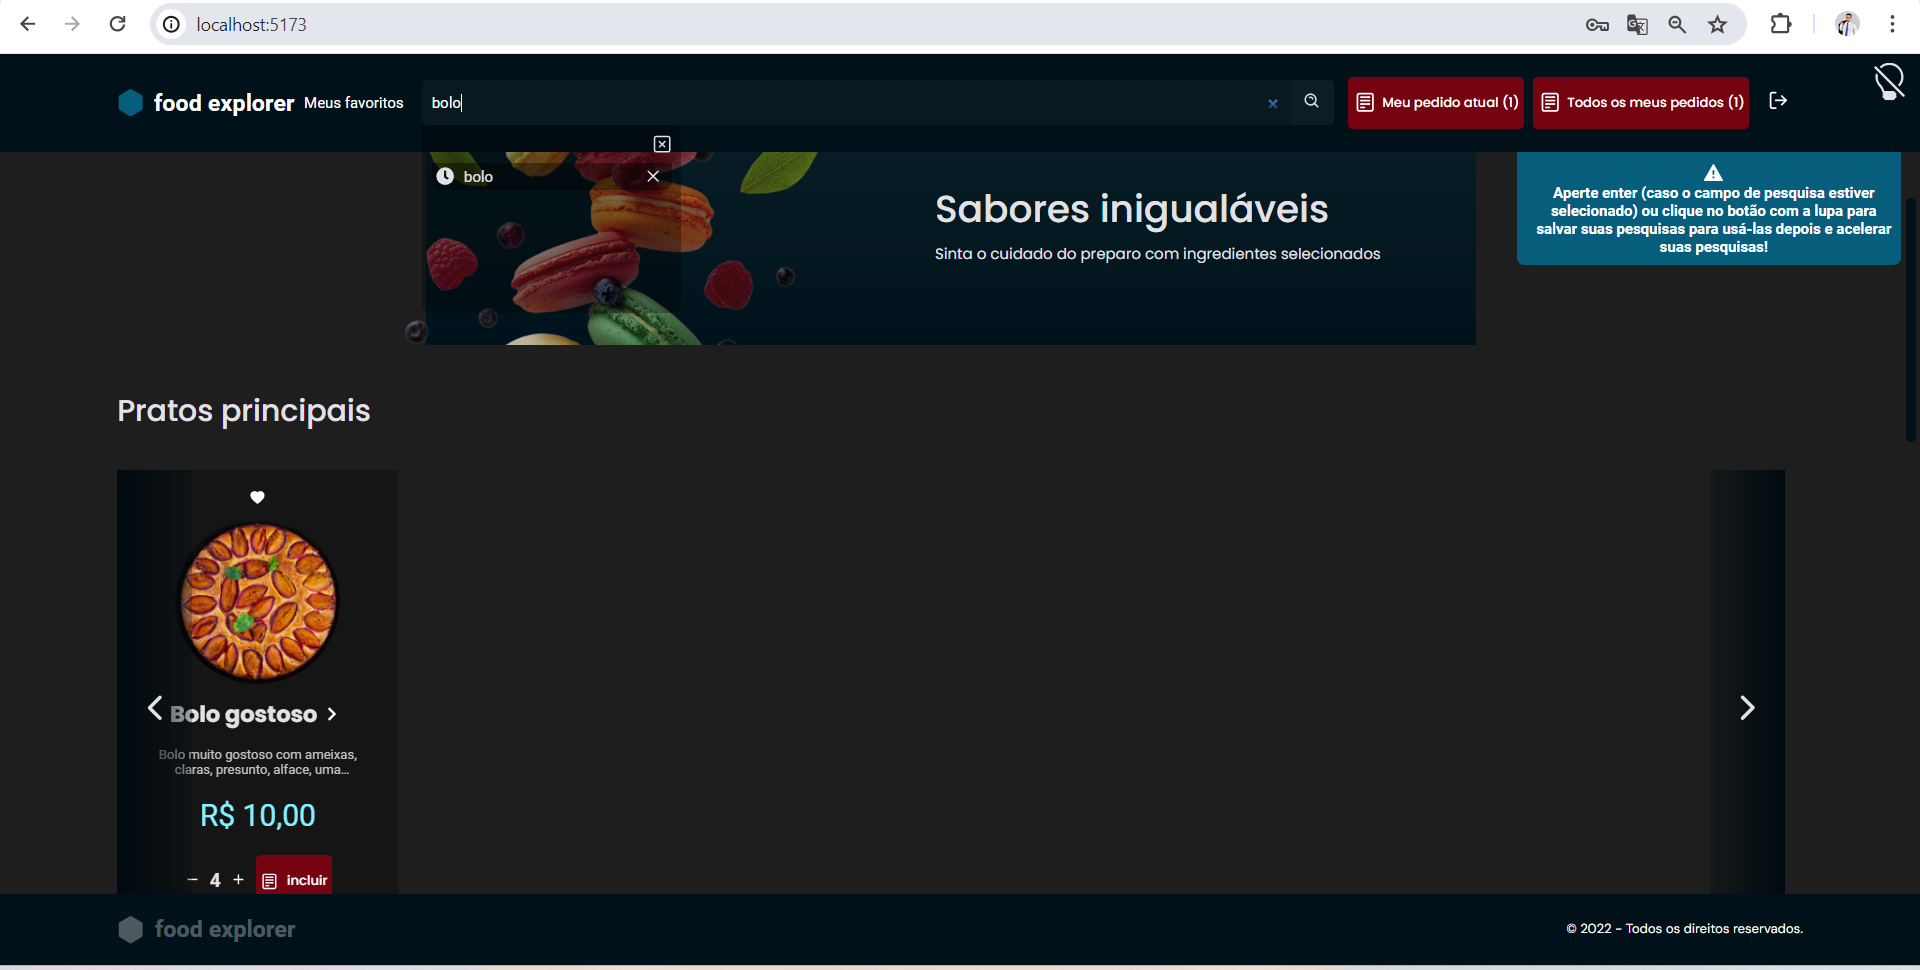 localhost:5173
food explorer
Meus favoritos
bolo
Meu pedido atual (1)
Todos os meus pedidos (1)
bolo
Sabores inigualáveis
Sinta o cuidado do preparo com ingredientes selecionados
Aperte enter (caso o campo de pesquisa estiver
selecionado) ou clique no botão com a lupa para
salvar suas pesquisas para usá-las depois e acelerar
suas pesquisas!
Pratos principais
Bolo gostoso
Bolo muito gostoso com ameixas,
claras, presunto, alface, uma...
R$ 10,00
4
incluir
food explorer
© 2022 - Todos os direitos reservados.